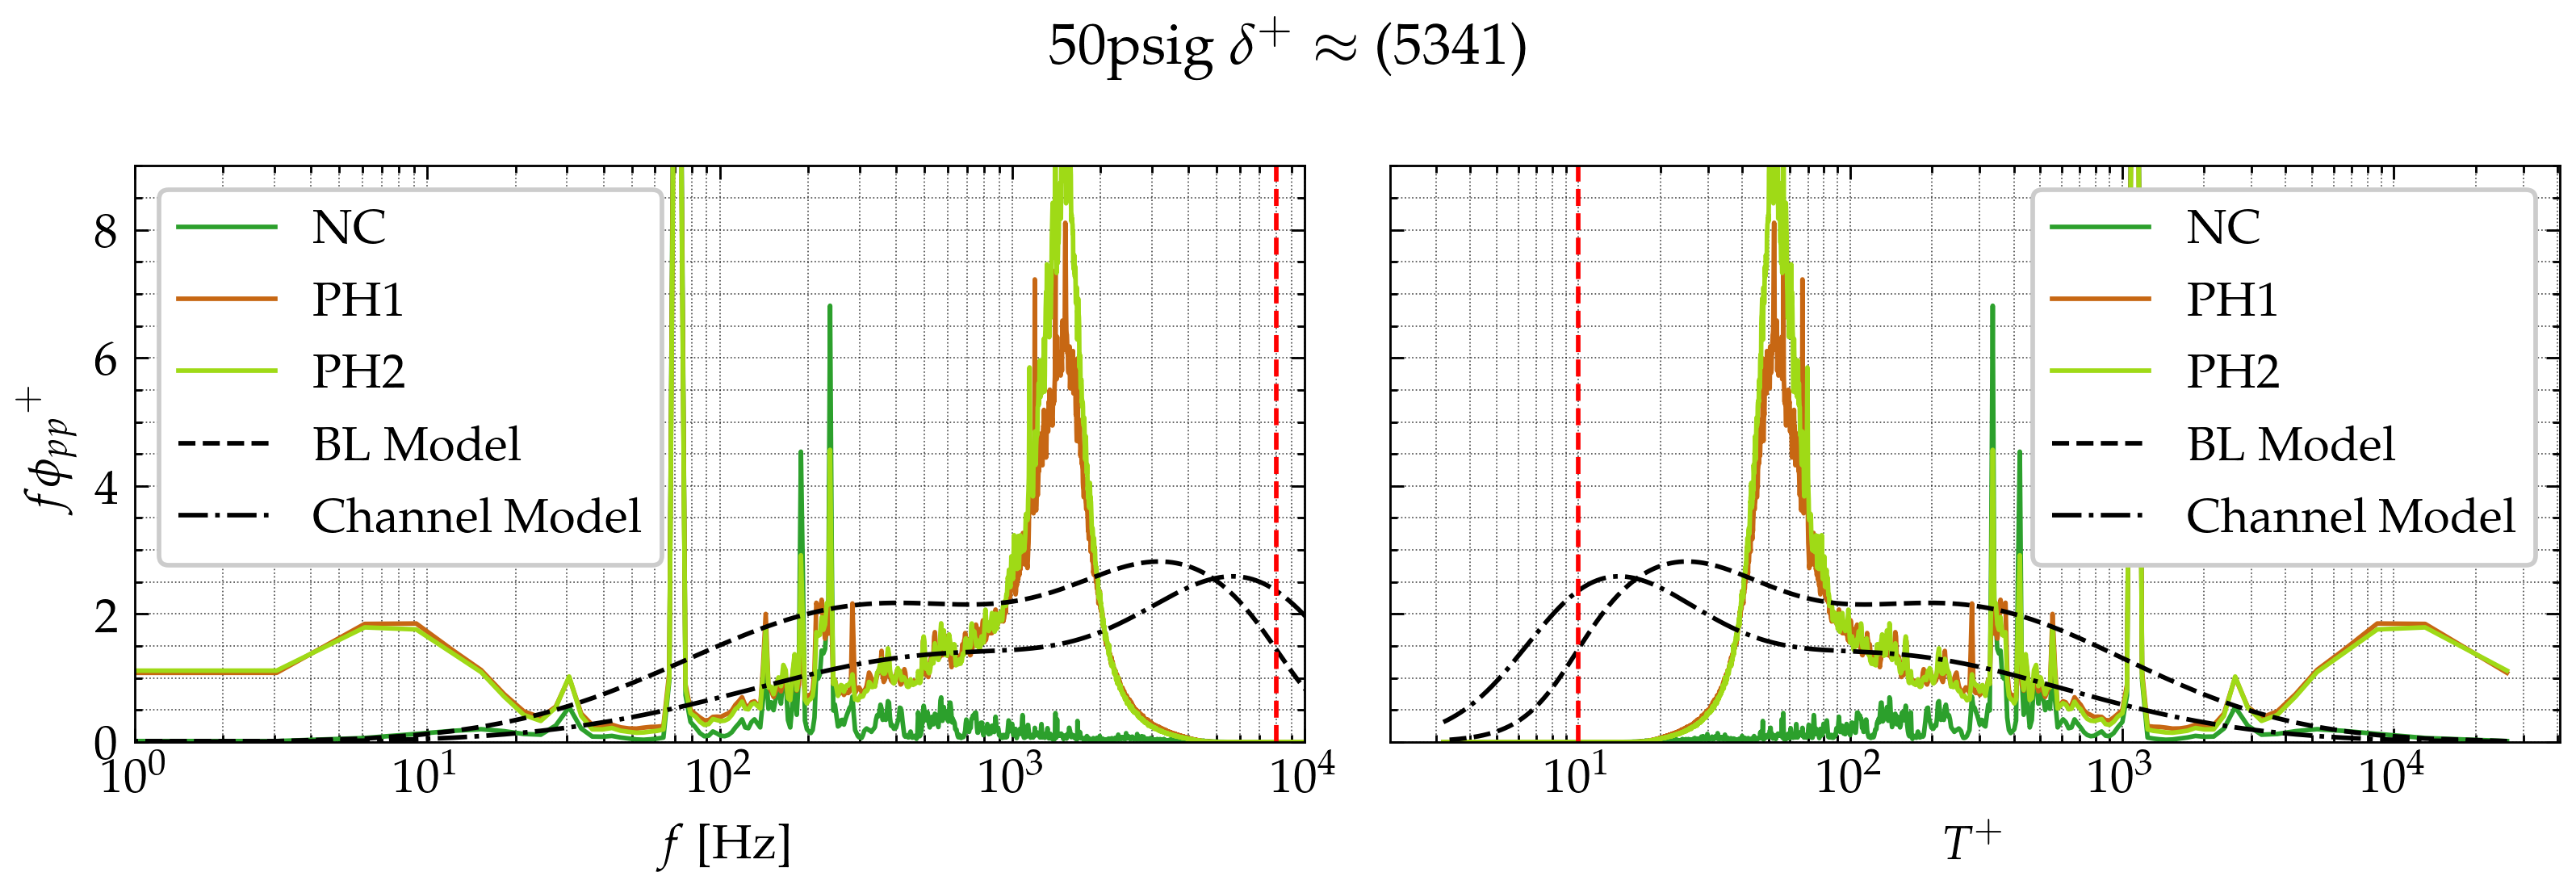 50psig δ⁺ ≈ (5341)
fϕₚₚ⁺
8
6
4
2
0
NC
PH1
PH2
BL Model
Channel Model
10⁰ 10¹ 10² 10³ 10⁴
f [Hz]
NC
PH1
PH2
BL Model
Channel Model
10¹ 10² 10³ 10⁴
T⁺